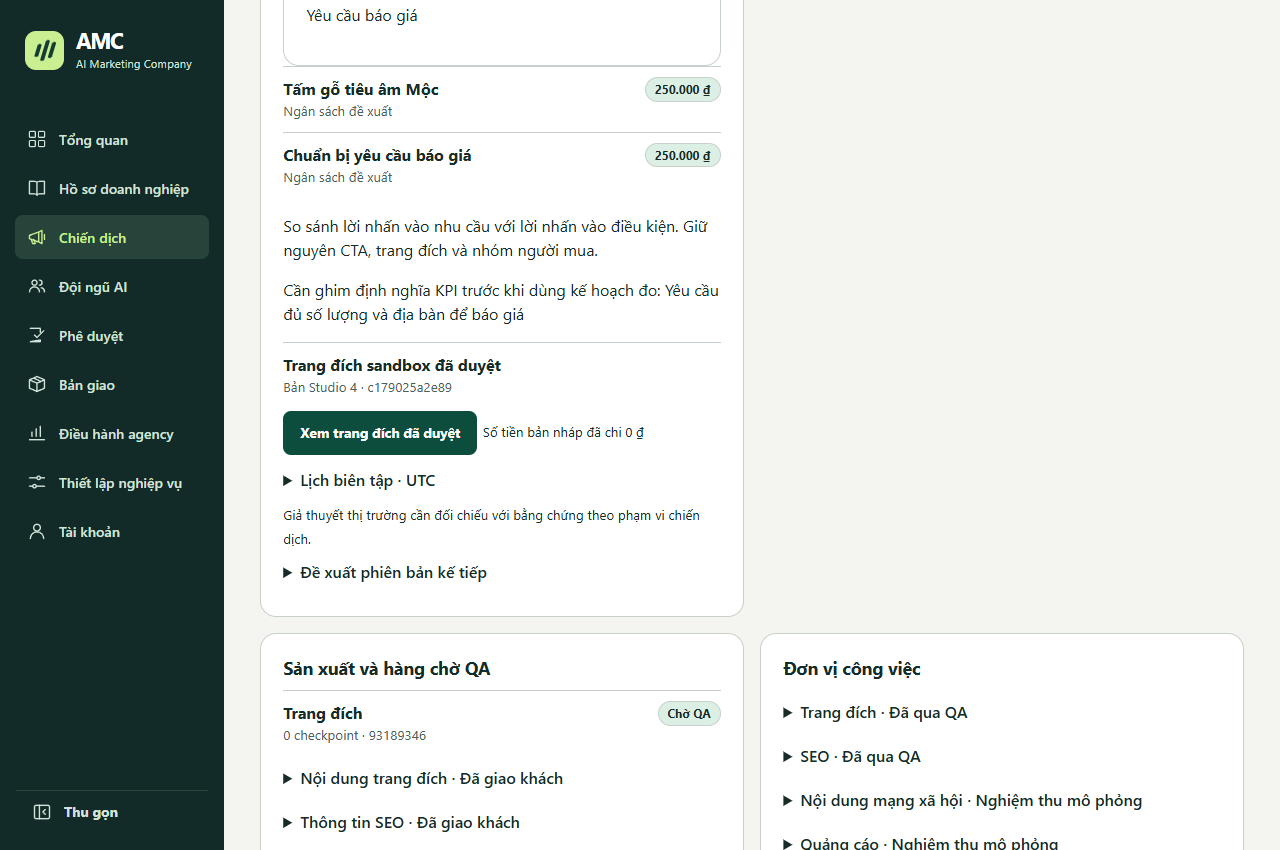 AMC
AI Marketing Company
Tổng quan
Hồ sơ doanh nghiệp
Chiến dịch
Đội ngũ AI
Phê duyệt
Bản giao
Điều hành agency
Thiết lập nghiệp vụ
Tài khoản
Thu gọn
Yêu cầu báo giá
Tấm gỗ tiêu âm Mộc
250.000 ₫
Ngân sách đề xuất
Chuẩn bị yêu cầu báo giá
250.000 ₫
Ngân sách đề xuất
So sánh lời nhấn vào nhu cầu với lời nhấn vào điều kiện. Giữ
nguyên CTA, trang đích và nhóm người mua.
Cần ghim định nghĩa KPI trước khi dùng kế hoạch đo: Yêu cầu
đủ số lượng và địa bàn để báo giá
Trang đích sandbox đã duyệt
Bản Studio 4 · c179025a2e89
Xem trang đích đã duyệt
Số tiền bản nháp đã chi 0 ₫
Lịch biên tập · UTC
Giả thuyết thị trường cần đối chiếu với bằng chứng theo phạm vi chiến
dịch.
Đề xuất phiên bản kế tiếp
Sản xuất và hàng chờ QA
Trang đích
Chờ QA
0 checkpoint · 93189346
Nội dung trang đích · Đã giao khách
Thông tin SEO · Đã giao khách
Đơn vị công việc
Trang đích · Đã qua QA
SEO · Đã qua QA
Nội dung mạng xã hội · Nghiệm thu mô phỏng
Quảng cáo · Nghiệm thu mô phỏng